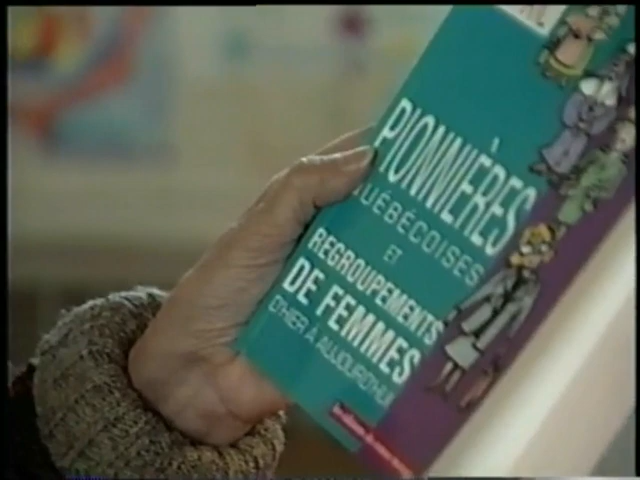 PIONNIÈRES
QUÉBÉCOISES
ET
REGROUPEMENTS
DE FEMMES
D'HIER À AUJOURD'HUI